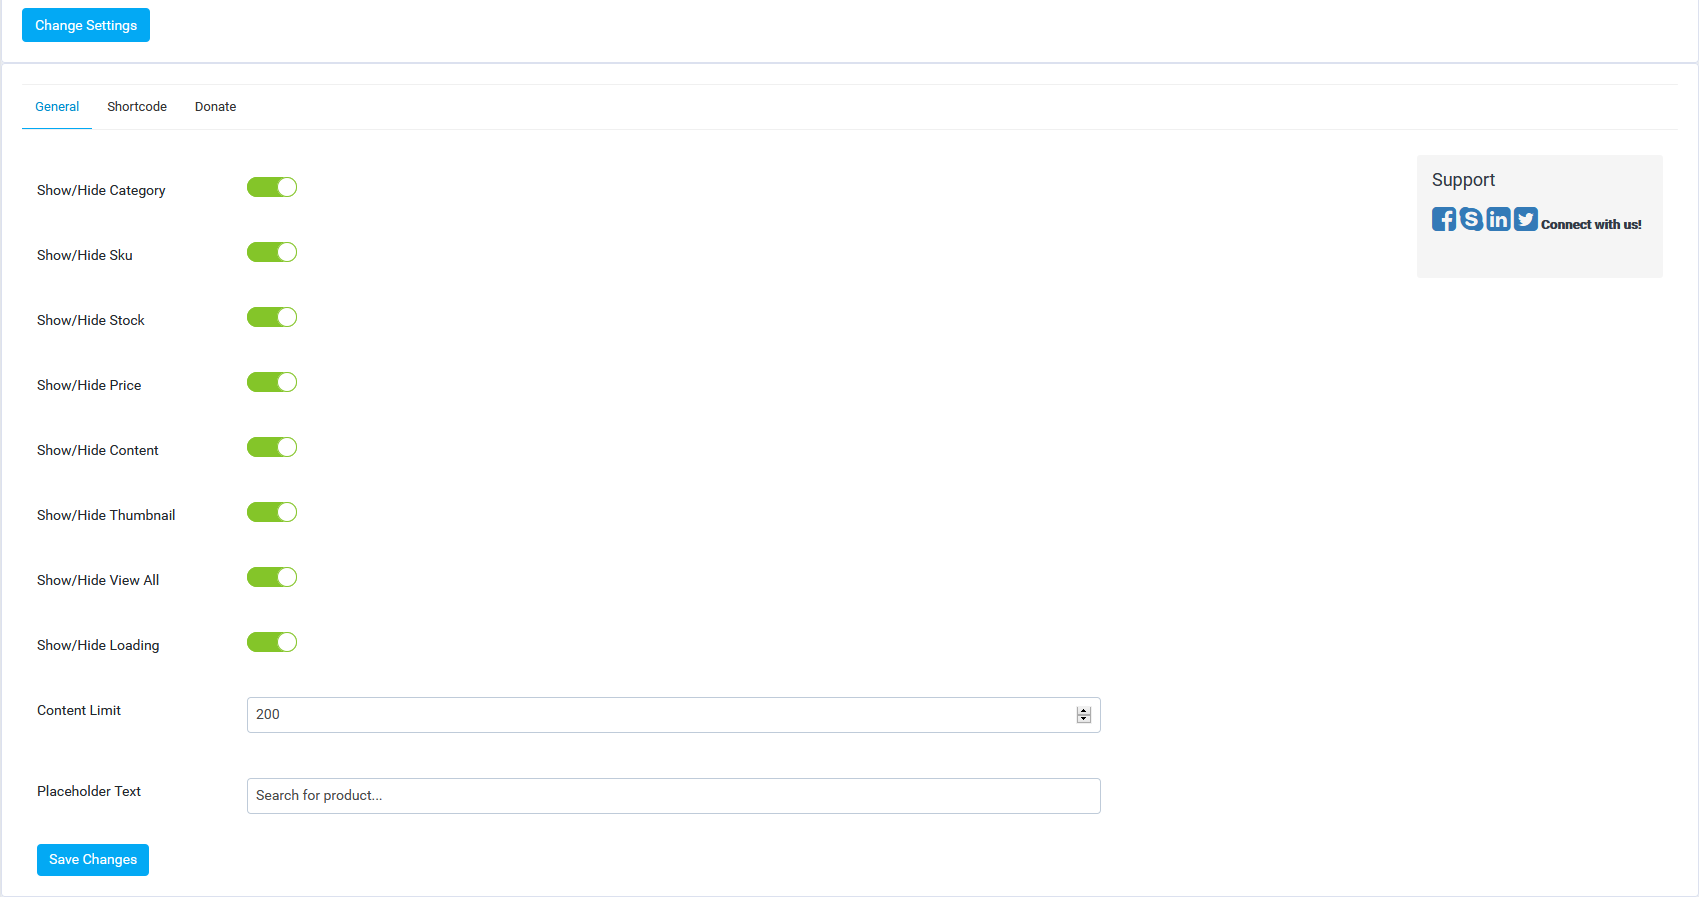 Change Settings
General Shortcode Donate
Show/Hide Category
Support
Connect with us!
Show/Hide Sku
Show/Hide Stock
Show/Hide Price
Show/Hide Content
Show/Hide Thumbnail
Show/Hide View All
Show/Hide Loading
Content Limit 200
Placeholder Text Search for product...
Save Changes